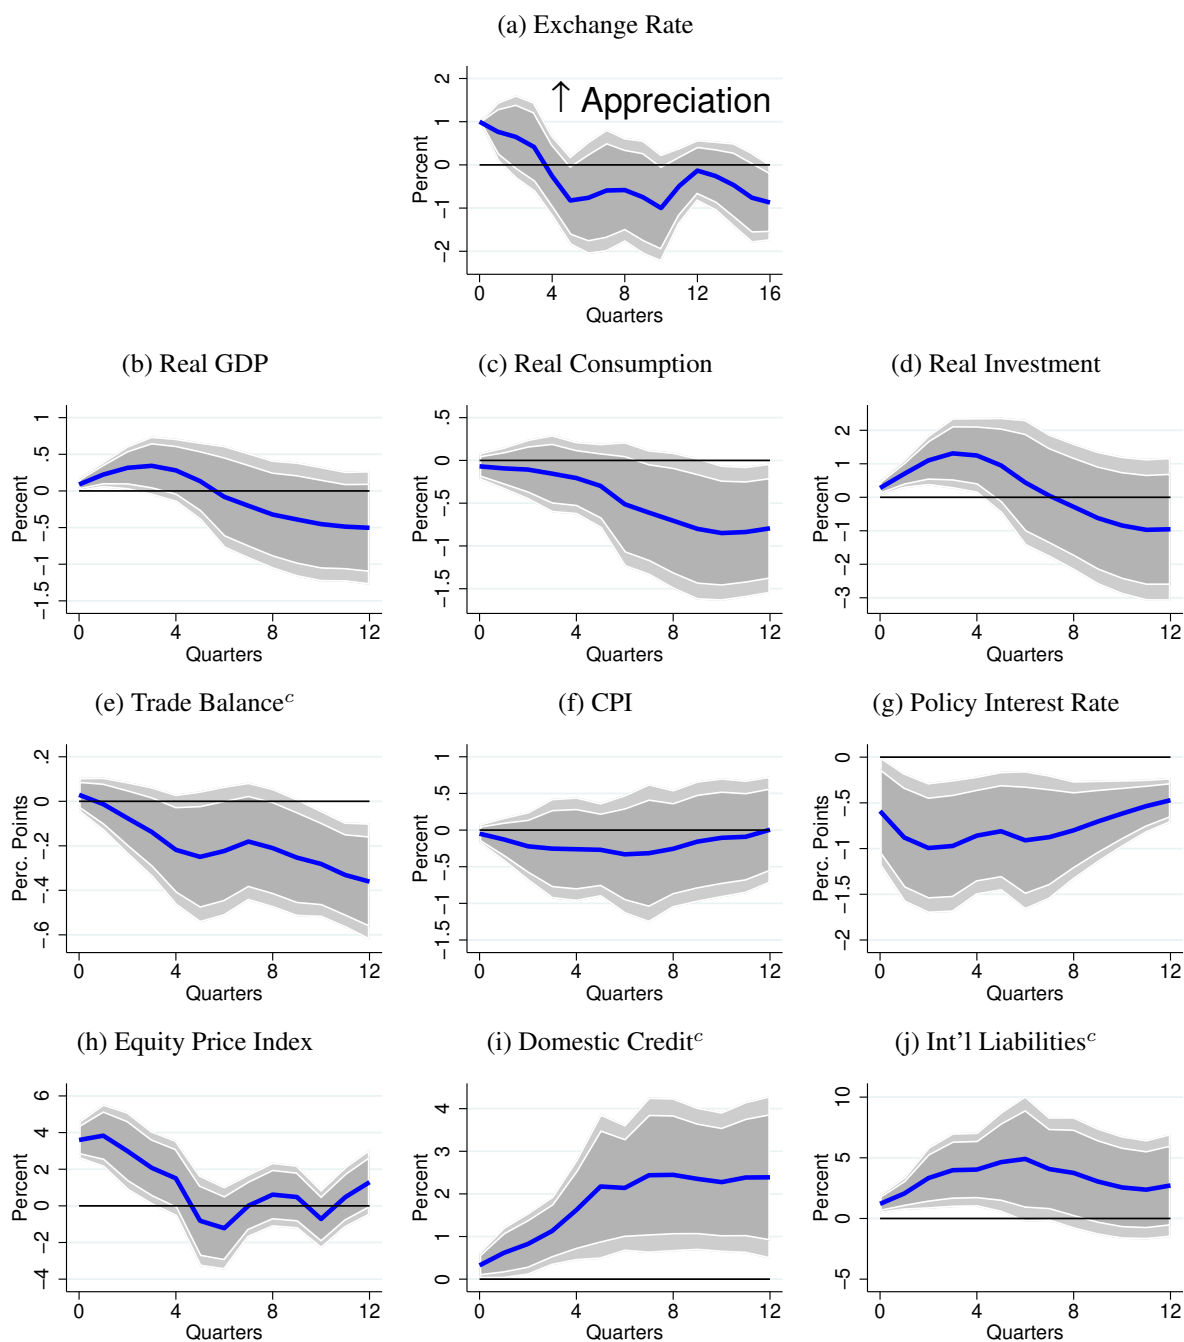 (a) Exchange Rate
↑ Appreciation
Percent
2
1
0
−1
−2
0 4 8 12 16
Quarters
(b) Real GDP
Percent
1
.5
0
−.5
−1
−1.5
0 4 8 12
Quarters
(c) Real Consumption
Percent
.5
0
−.5
−1
−1.5
0 4 8 12
Quarters
(d) Real Investment
Percent
2
1
0
−1
−2
−3
0 4 8 12
Quarters
(e) Trade Balance^c
Perc. Points
.2
0
−.2
−.4
−.6
0 4 8 12
Quarters
(f) CPI
Percent
1
.5
0
−.5
−1
−1.5
0 4 8 12
Quarters
(g) Policy Interest Rate
Perc. Points
0
−.5
−1
−1.5
−2
0 4 8 12
Quarters
(h) Equity Price Index
Percent
6
4
2
0
−2
−4
0 4 8 12
Quarters
(i) Domestic Credit^c
Percent
4
3
2
1
0
0 4 8 12
Quarters
(j) Int'l Liabilities^c
Percent
10
5
0
−5
0 4 8 12
Quarters